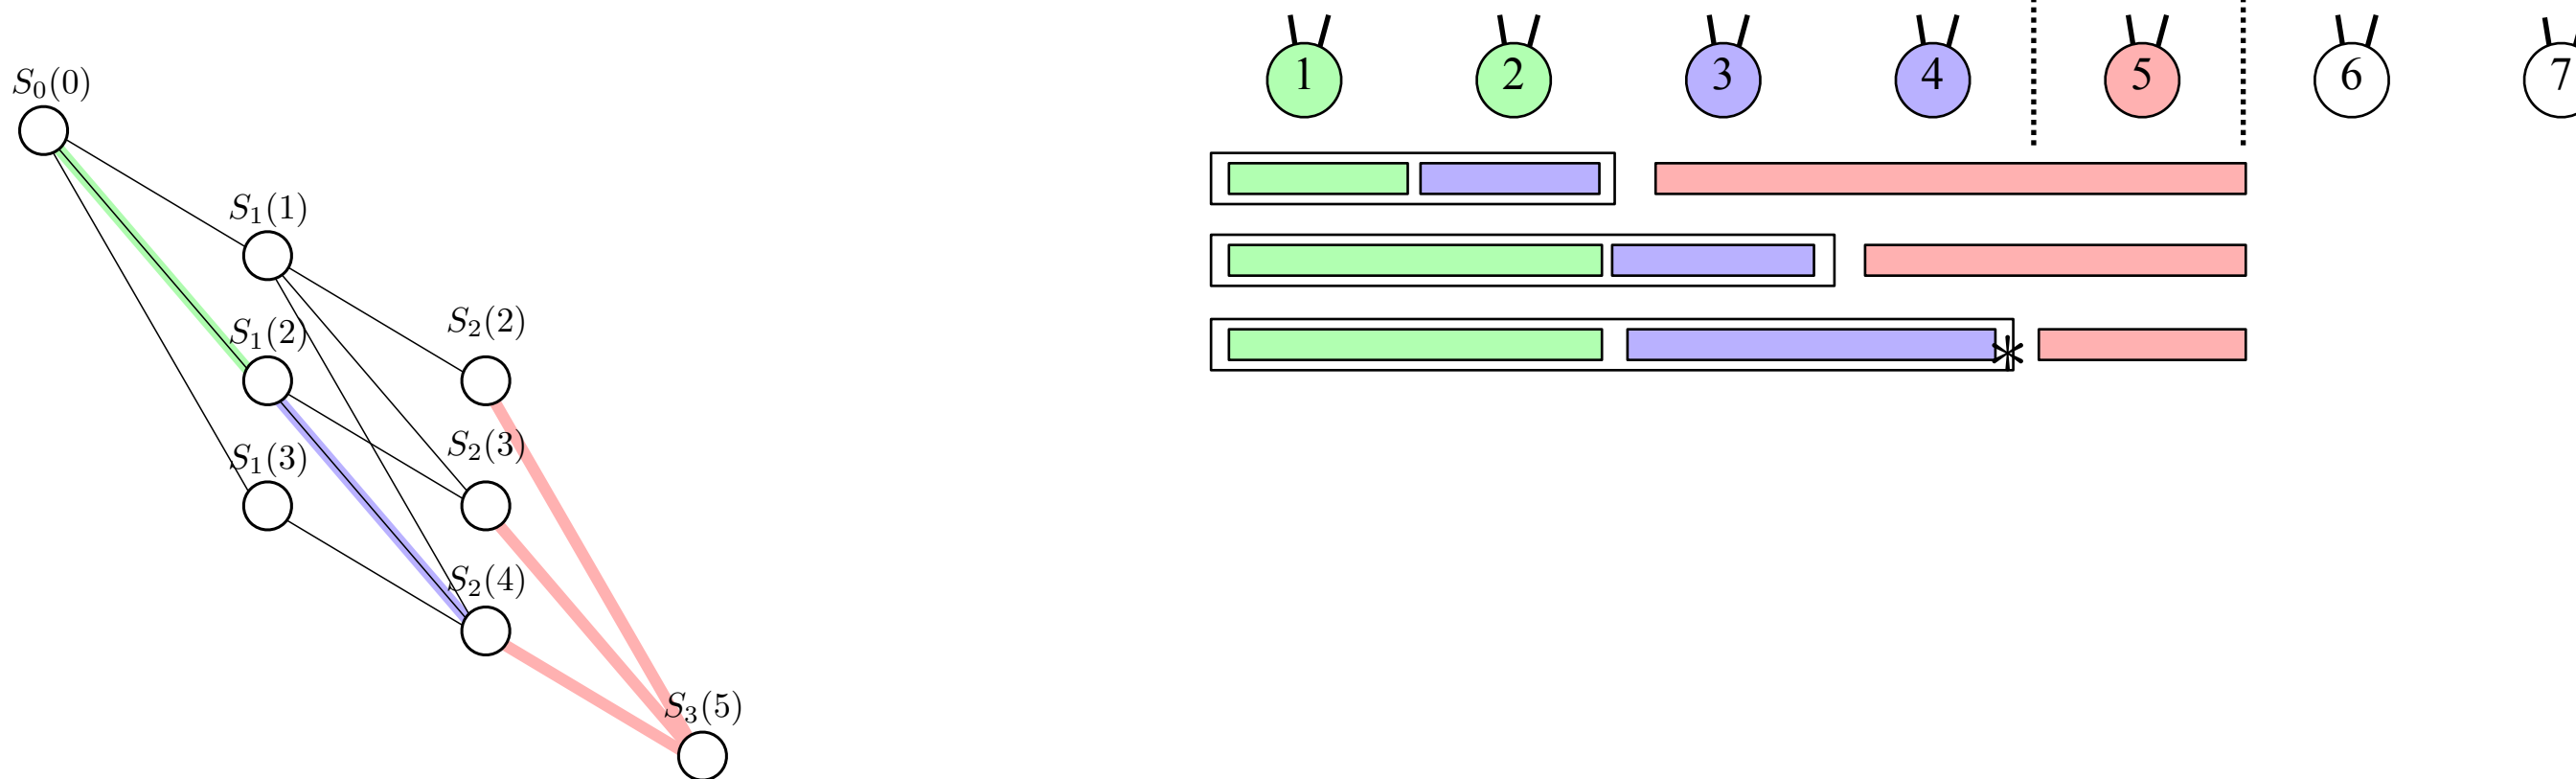 S₀(0)
S₁(1)
S₁(2)
S₁(3)
S₂(2)
S₂(3)
S₂(4)
S₃(5)
1 2 3 4 5 6 7
*